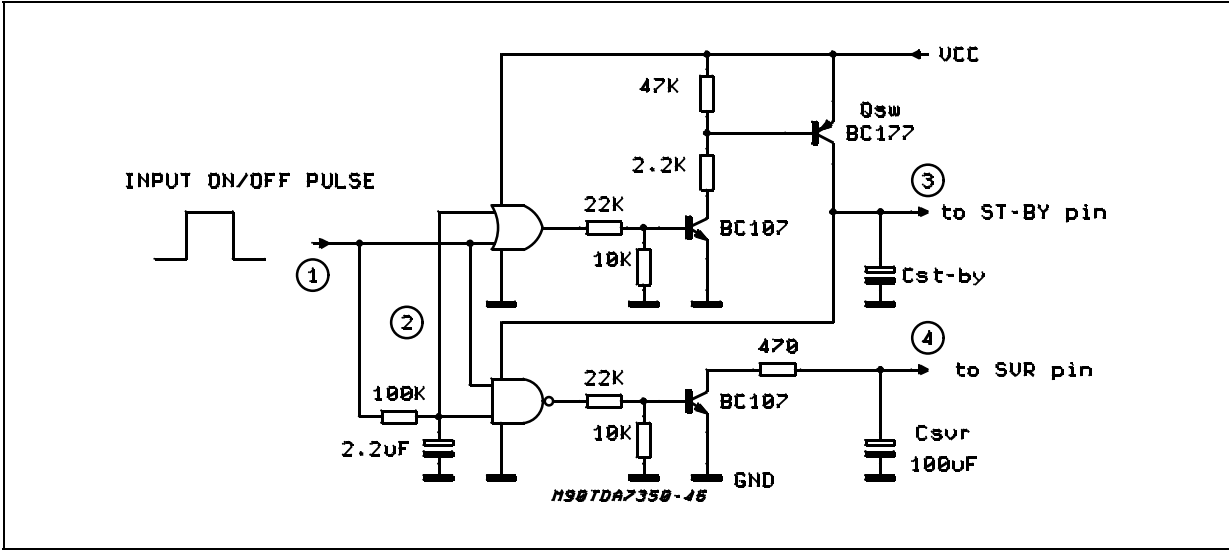 VCC
47K
Qsw
BC177
2.2K
INPUT ON/OFF PULSE
3
22K
to ST-BY pin
BC107
10K
1
Cst-by
2
4
470
to SVR pin
100K
22K
BC107
10K
Csvr
2.2uF
100uF
GND
M90TDA7350-46